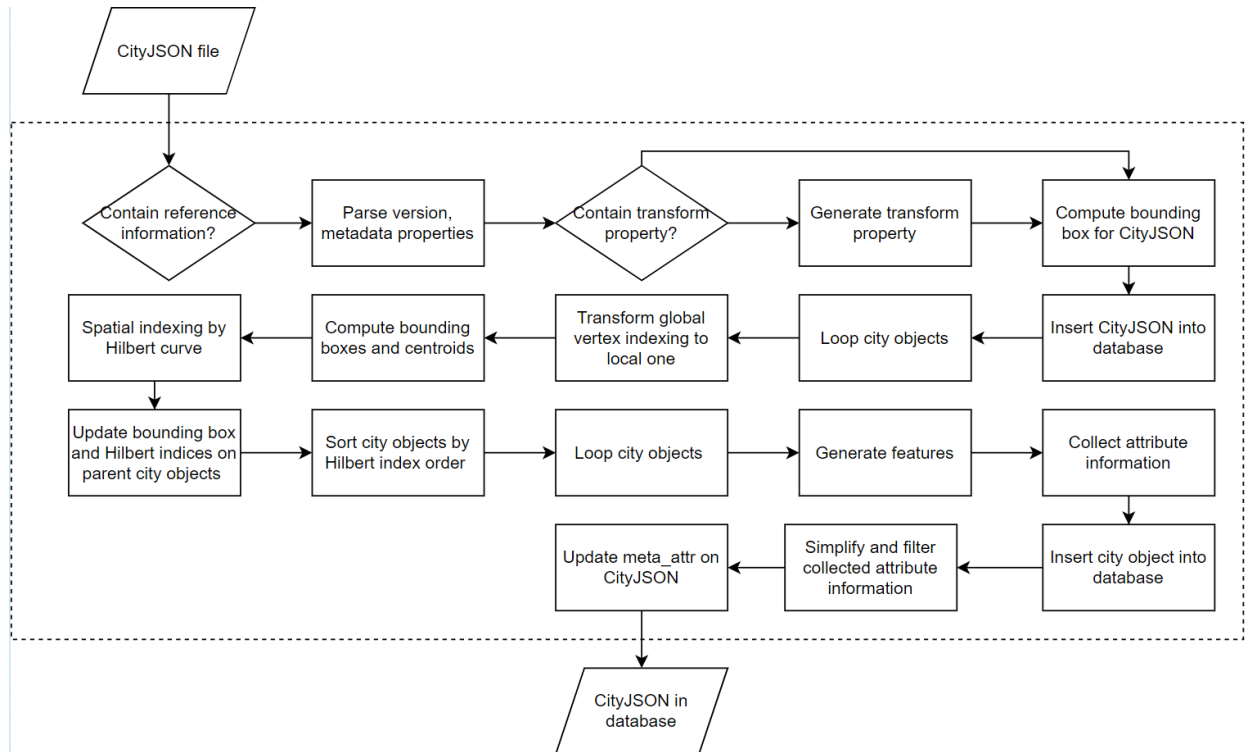 CityJSON file
Contain reference
information?
Parse version,
metadata properties
Contain transform
property?
Generate transform
property
Compute bounding
box for CityJSON
Insert CityJSON into
database
Loop city objects
Transform global
vertex indexing to
local one
Compute bounding
boxes and centroids
Spatial indexing by
Hilbert curve
Update bounding box
and Hilbert indices on
parent city objects
Sort city objects by
Hilbert index order
Loop city objects
Generate features
Collect attribute
information
Insert city object into
database
Simplify and filter
collected attribute
information
Update meta_attr on
CityJSON
CityJSON in
database